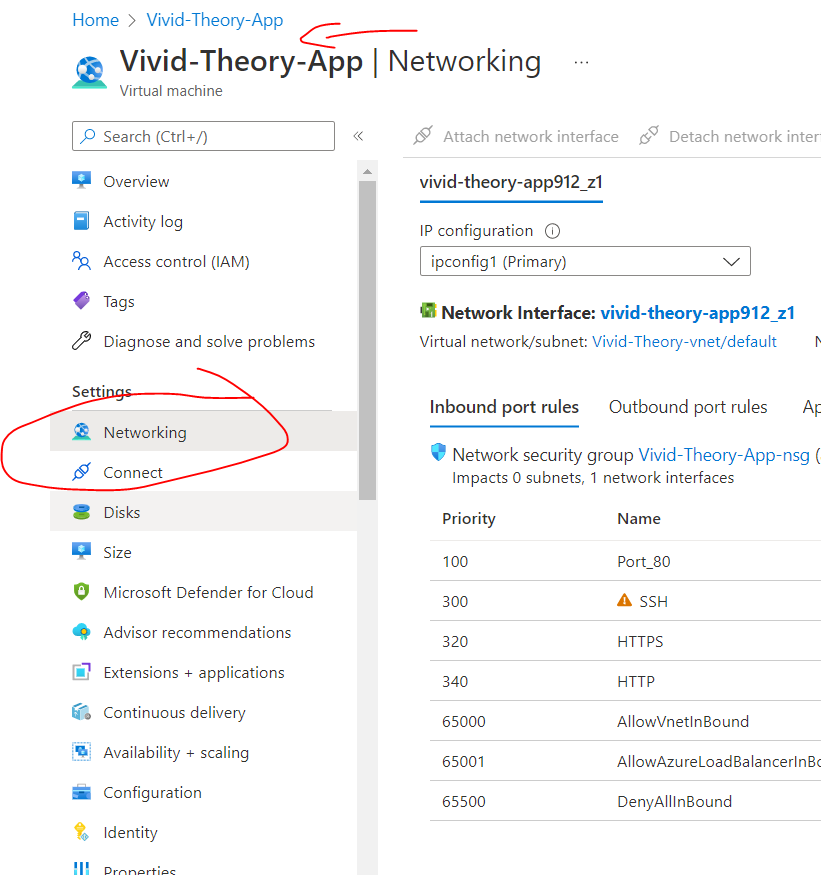 Home > Vivid-Theory-App
Vivid-Theory-App | Networking ...
Virtual machine
Search (Ctrl+/)
«
Overview
Activity log
Access control (IAM)
Tags
Diagnose and solve problems
Settings
Networking
Connect
Disks
Size
Microsoft Defender for Cloud
Advisor recommendations
Extensions + applications
Continuous delivery
Availability + scaling
Configuration
Identity
Properties
Attach network interface Detach network inter
vivid-theory-app912_z1
IP configuration
ipconfig1 (Primary)
Network Interface: vivid-theory-app912_z1
Virtual network/subnet: Vivid-Theory-vnet/default
Inbound port rules Outbound port rules Ap
Network security group Vivid-Theory-App-nsg (
Impacts 0 subnets, 1 network interfaces
Priority Name
100 Port_80
300 SSH
320 HTTPS
340 HTTP
65000 AllowVnetInBound
65001 AllowAzureLoadBalancerInBo
65500 DenyAllInBound